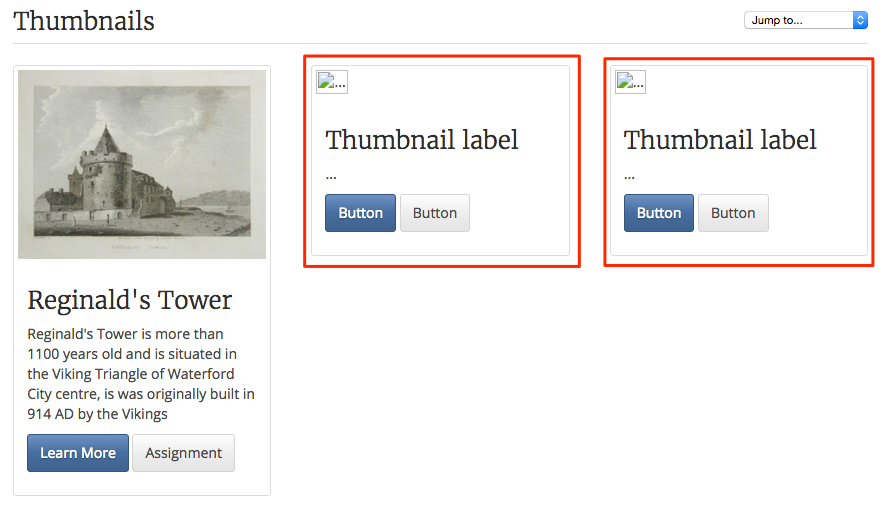 Thumbnails
Jump to...
Reginald's Tower
Reginald's Tower is more than
1100 years old and is situated in
the Viking Triangle of Waterford
City centre, is was originally built in
914 AD by the Vikings
Learn More Assignment
...
Thumbnail label
...
Button Button
...
Thumbnail label
...
Button Button